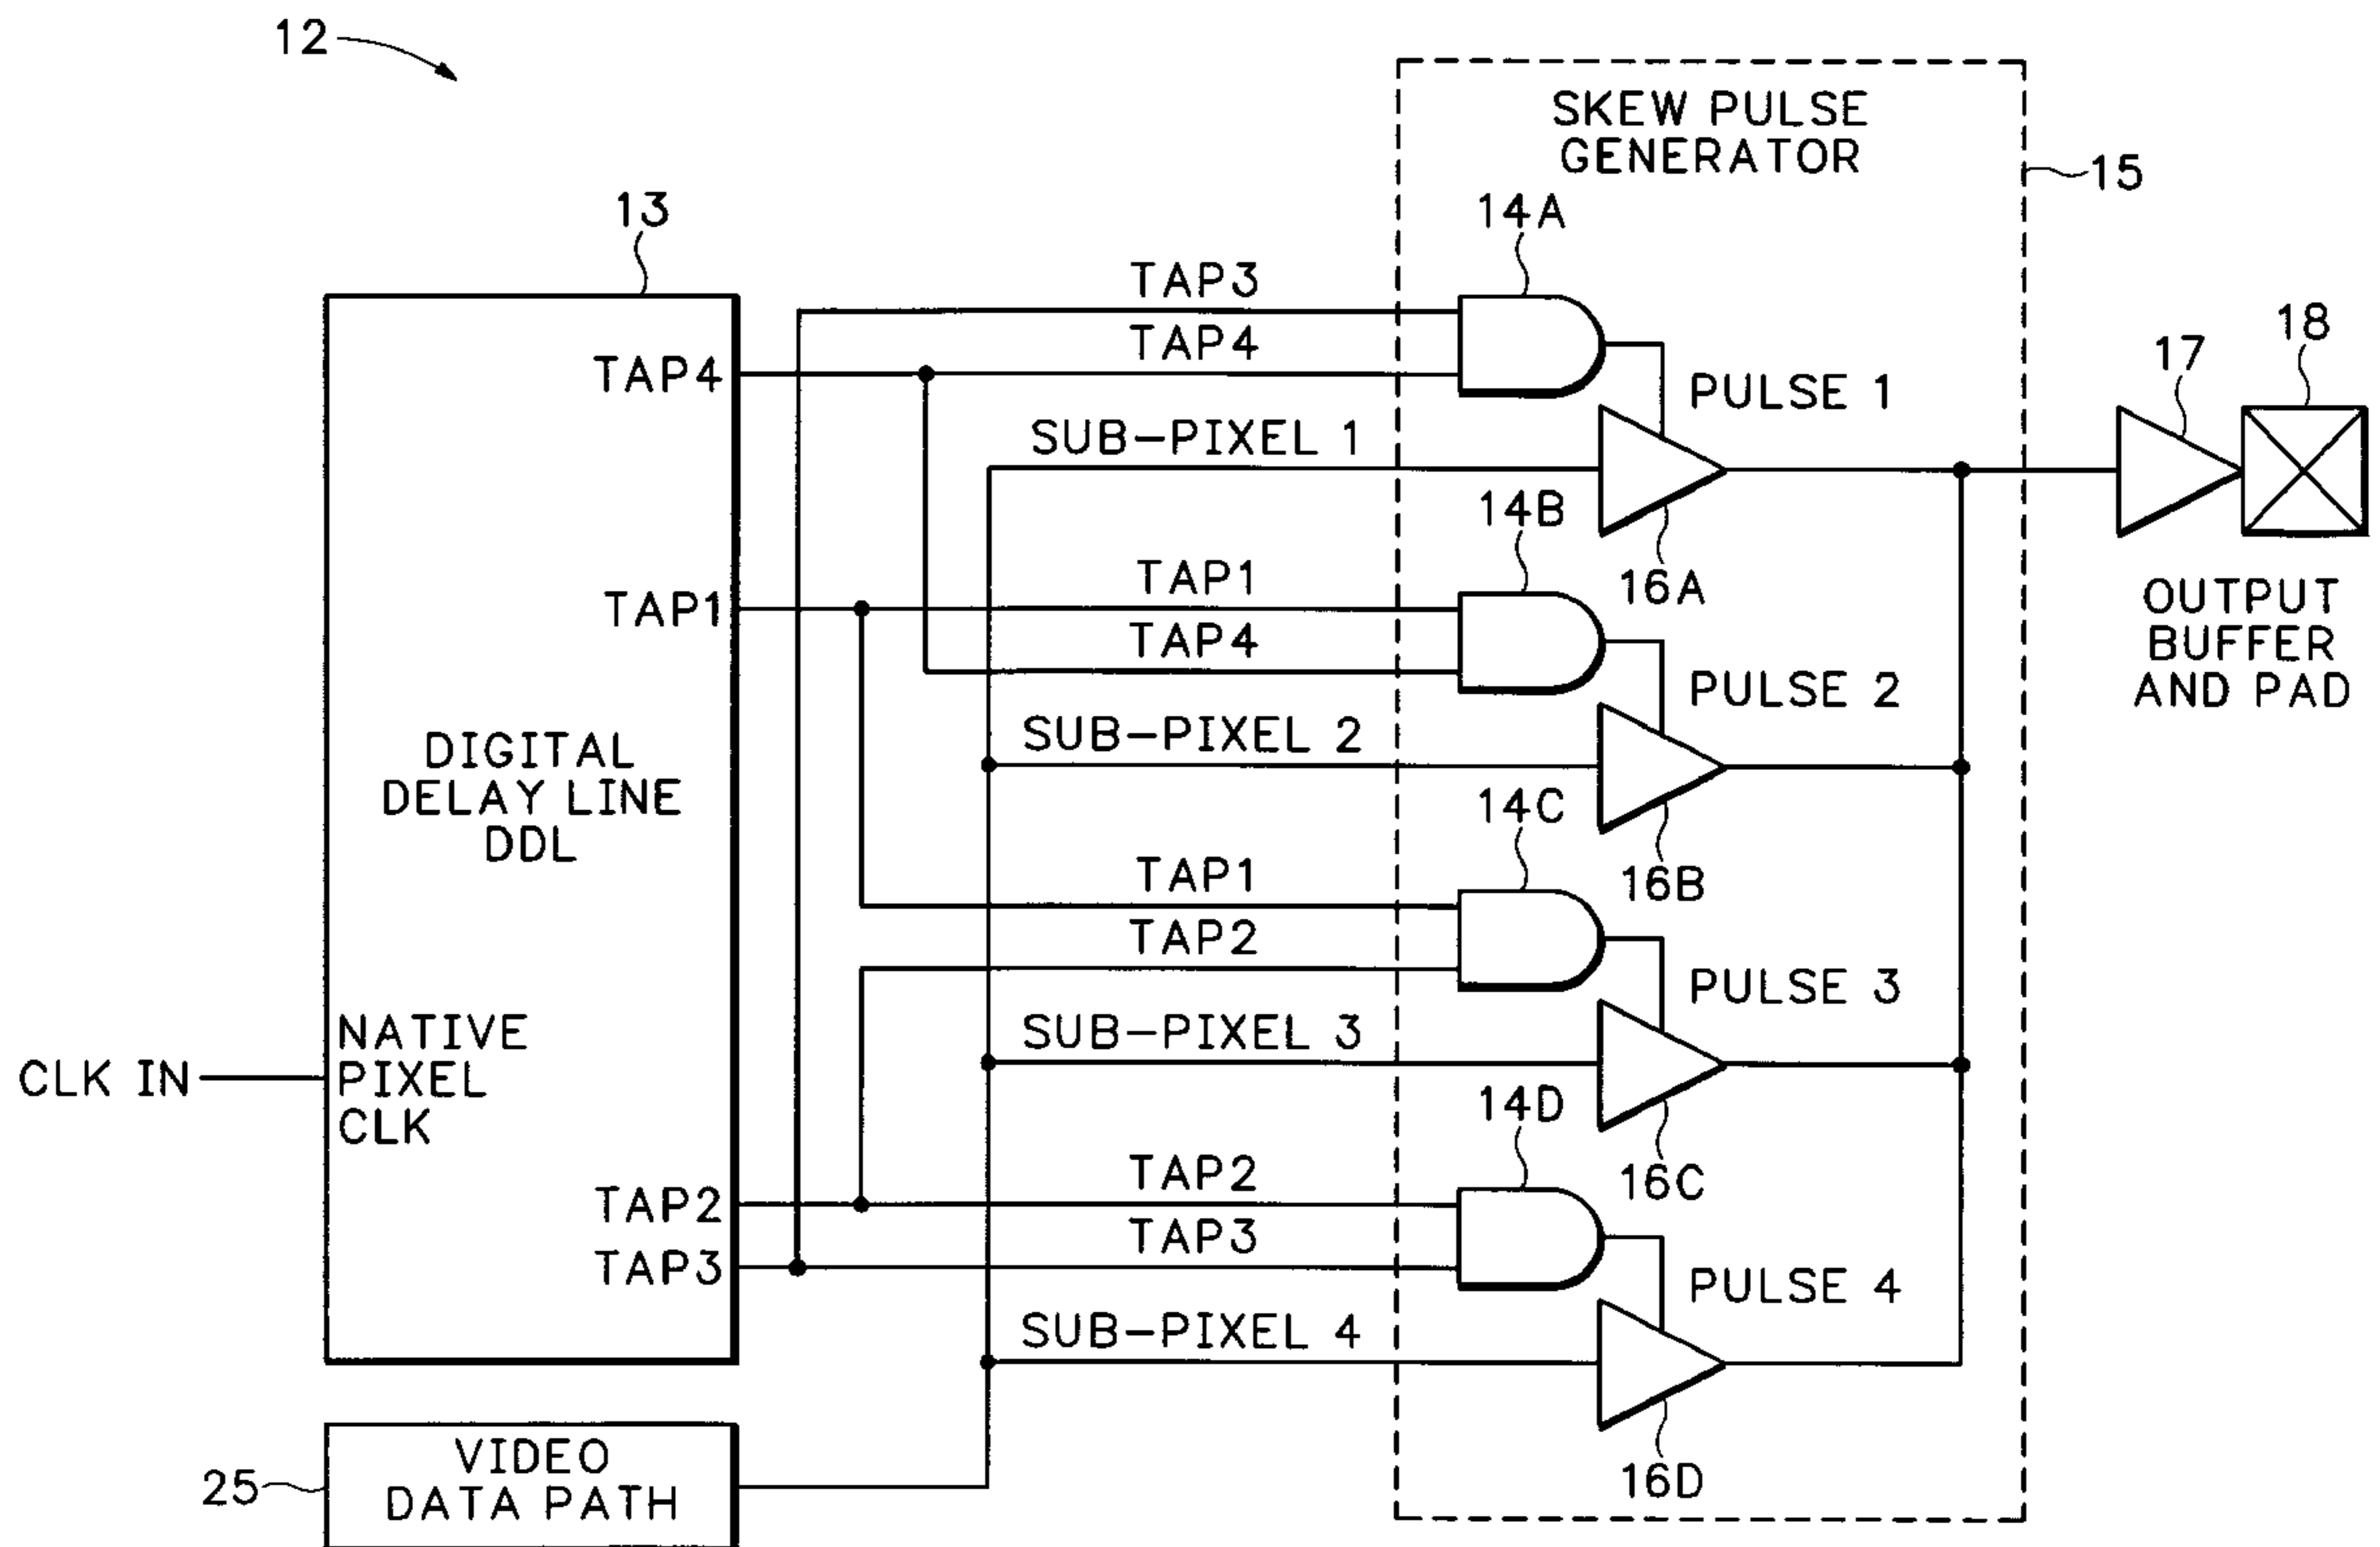 12
SKEW PULSE
GENERATOR
15
13
14A
TAP3
TAP4
TAP4
PULSE 1
17
18
SUB-PIXEL 1
14B
16A
TAP1
TAP1
TAP4
OUTPUT
BUFFER
AND PAD
PULSE 2
SUB-PIXEL 2
DIGITAL
DELAY LINE
DDL
14C
16B
TAP1
TAP2
PULSE 3
NATIVE
PIXEL
CLK
CLK IN
SUB-PIXEL 3
14D
16C
TAP2
TAP2
TAP3
TAP3
PULSE 4
SUB-PIXEL 4
16D
25
VIDEO
DATA PATH